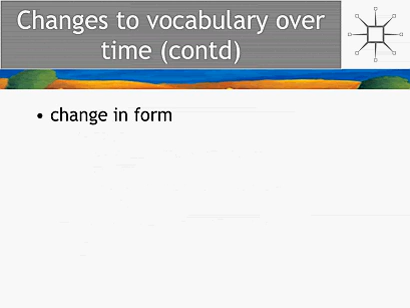 Changes to vocabulary over
time (contd)
• change in form